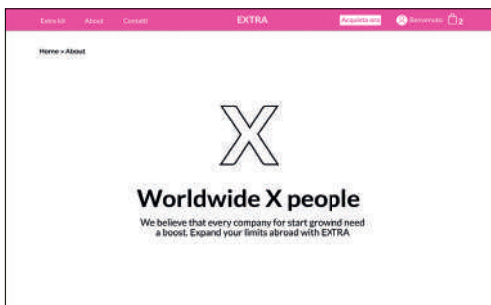 Extra kit About Contatti EXTRA Acquista ora Benvenuto 2
Home > About
X
Worldwide X people
We believe that every company for start growind need
a boost. Expand your limits abroad with EXTRA